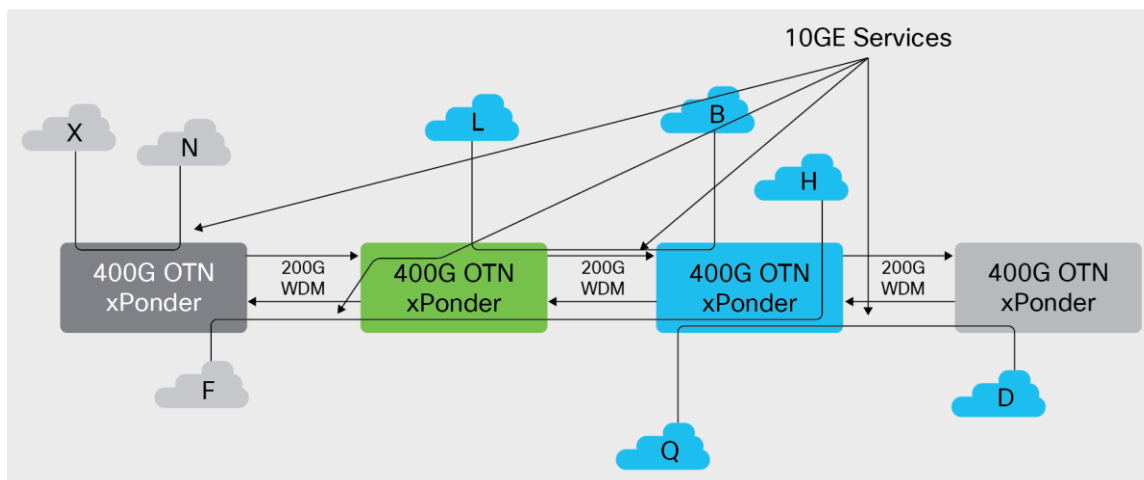 10GE Services
X
N
L
B
H
400G OTN
xPonder
200G
WDM
400G OTN
xPonder
200G
WDM
400G OTN
xPonder
200G
WDM
400G OTN
xPonder
F
Q
D